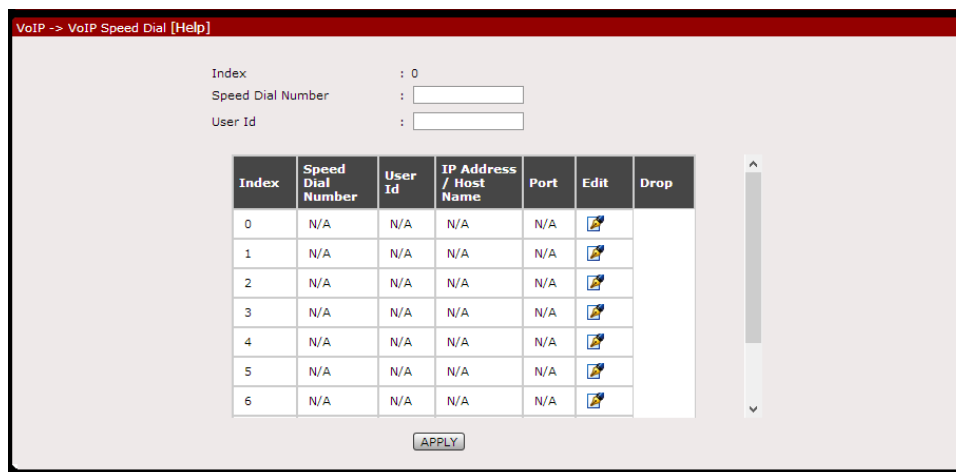 VoIP -> VoIP Speed Dial [Help]
Index : 0
Speed Dial Number :
User Id :
Index Speed Dial Number User Id IP Address / Host Name Port Edit Drop
0 N/A N/A N/A N/A
1 N/A N/A N/A N/A
2 N/A N/A N/A N/A
3 N/A N/A N/A N/A
4 N/A N/A N/A N/A
5 N/A N/A N/A N/A
6 N/A N/A N/A N/A
APPLY